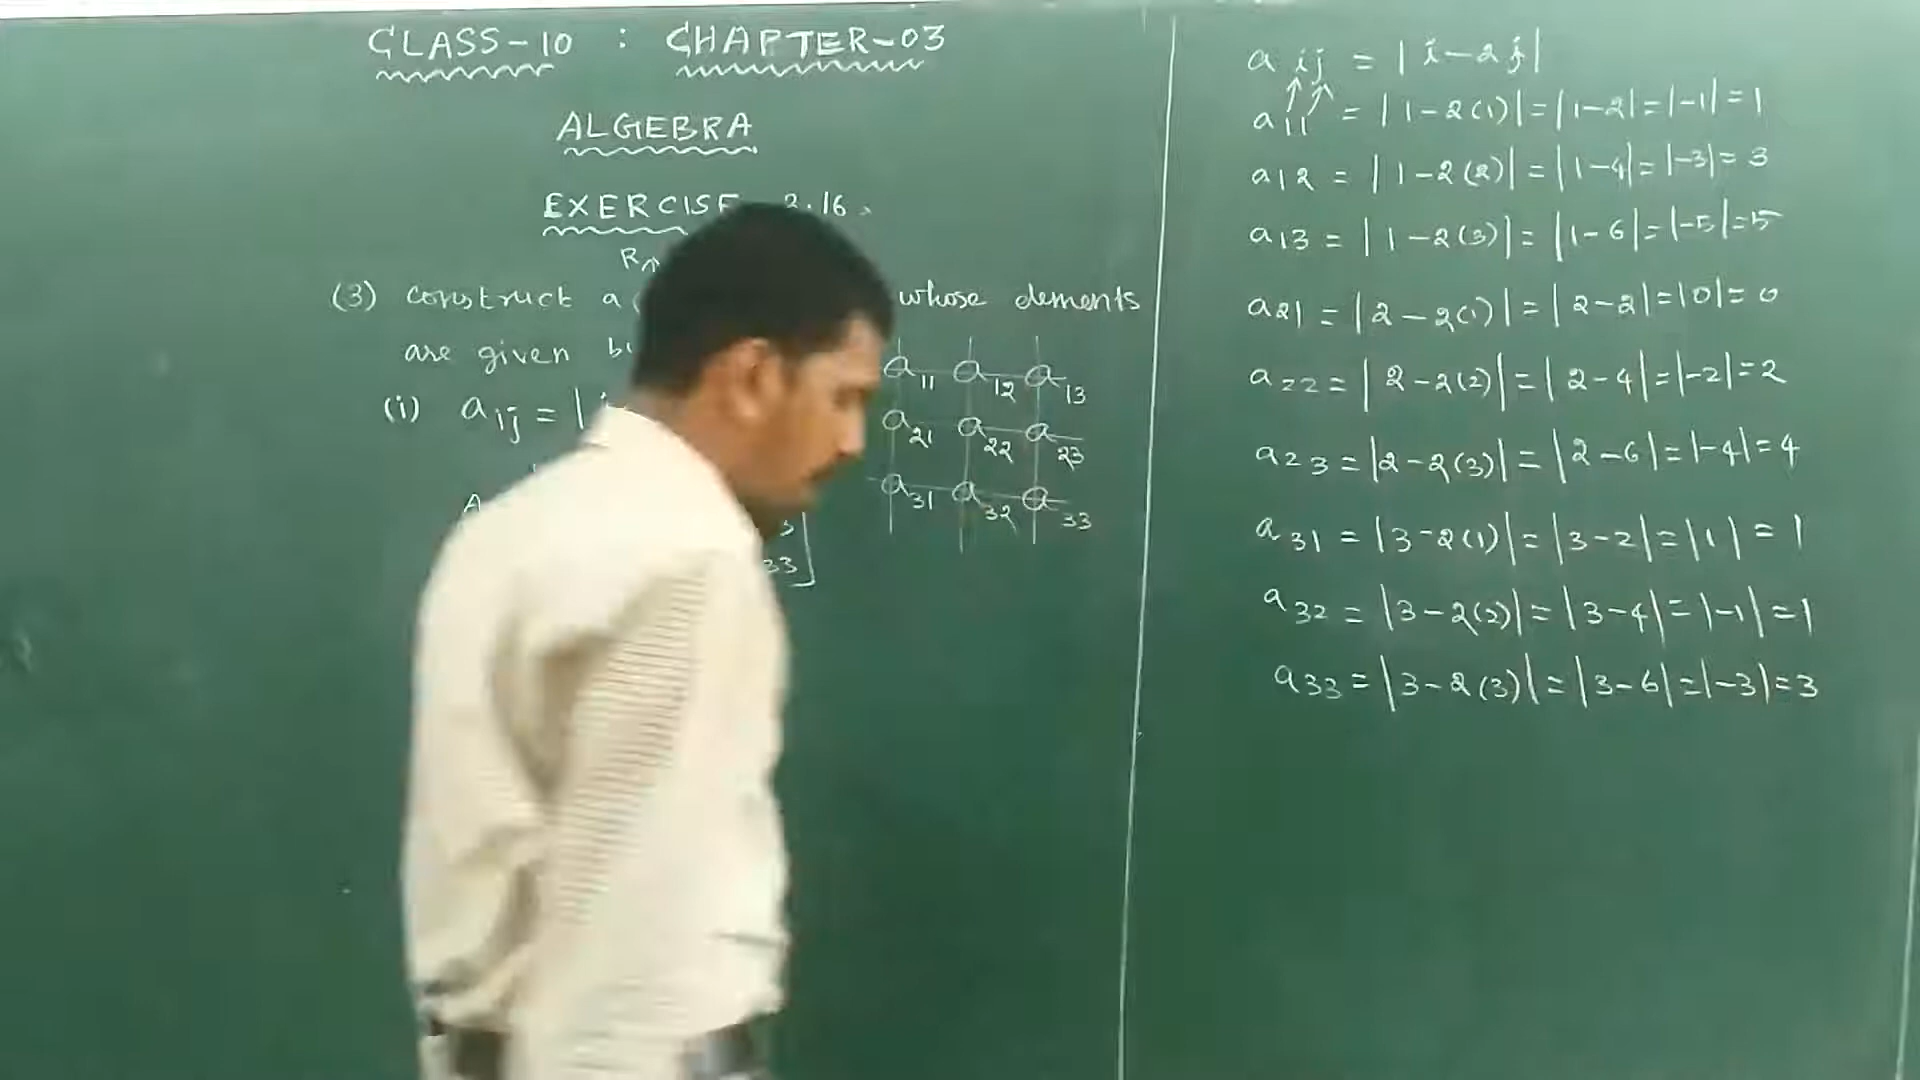 CLASS-10 : CHAPTER-03
ALGEBRA
EXERCISE 3.16
(3) construct a whose elements
are given
(i) aij = |
A
33
a11 a12 a13
a21 a22 a23
a31 a32 a33
aij = |i-2j|
a11 = |1-2(1)| = |1-2| = |-1| = 1
a12 = |1-2(2)| = |1-4| = |-3| = 3
a13 = |1-2(3)| = |1-6| = |-5| = 5
a21 = |2-2(1)| = |2-2| = |0| = 0
a22 = |2-2(2)| = |2-4| = |-2| = 2
a23 = |2-2(3)| = |2-6| = |-4| = 4
a31 = |3-2(1)| = |3-2| = |1| = 1
a32 = |3-2(2)| = |3-4| = |-1| = 1
a33 = |3-2(3)| = |3-6| = |-3| = 3